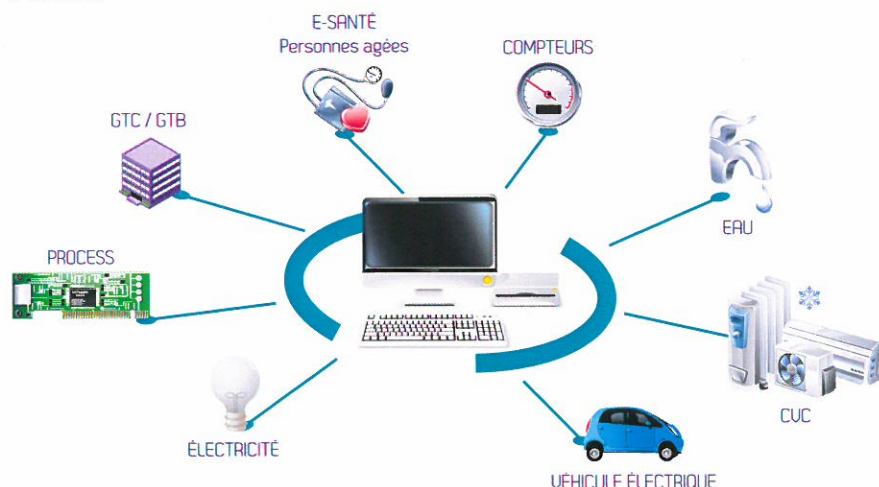 E-SANTÉ
Personnes agées
COMPTEURS
GTC / GTB
EAU
PROCESS
CVC
ÉLECTRICITÉ
VÉHICULE ÉLECTRIQUE